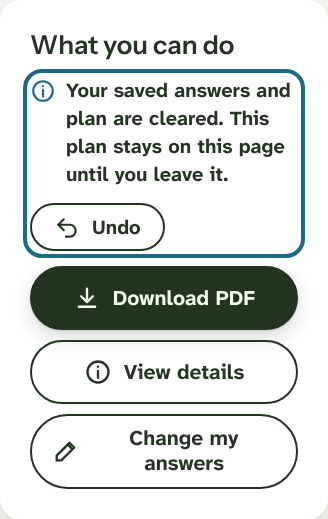 What you can do
Your saved answers and
plan are cleared. This
plan stays on this page
until you leave it.
Undo
Download PDF
View details
Change my
answers